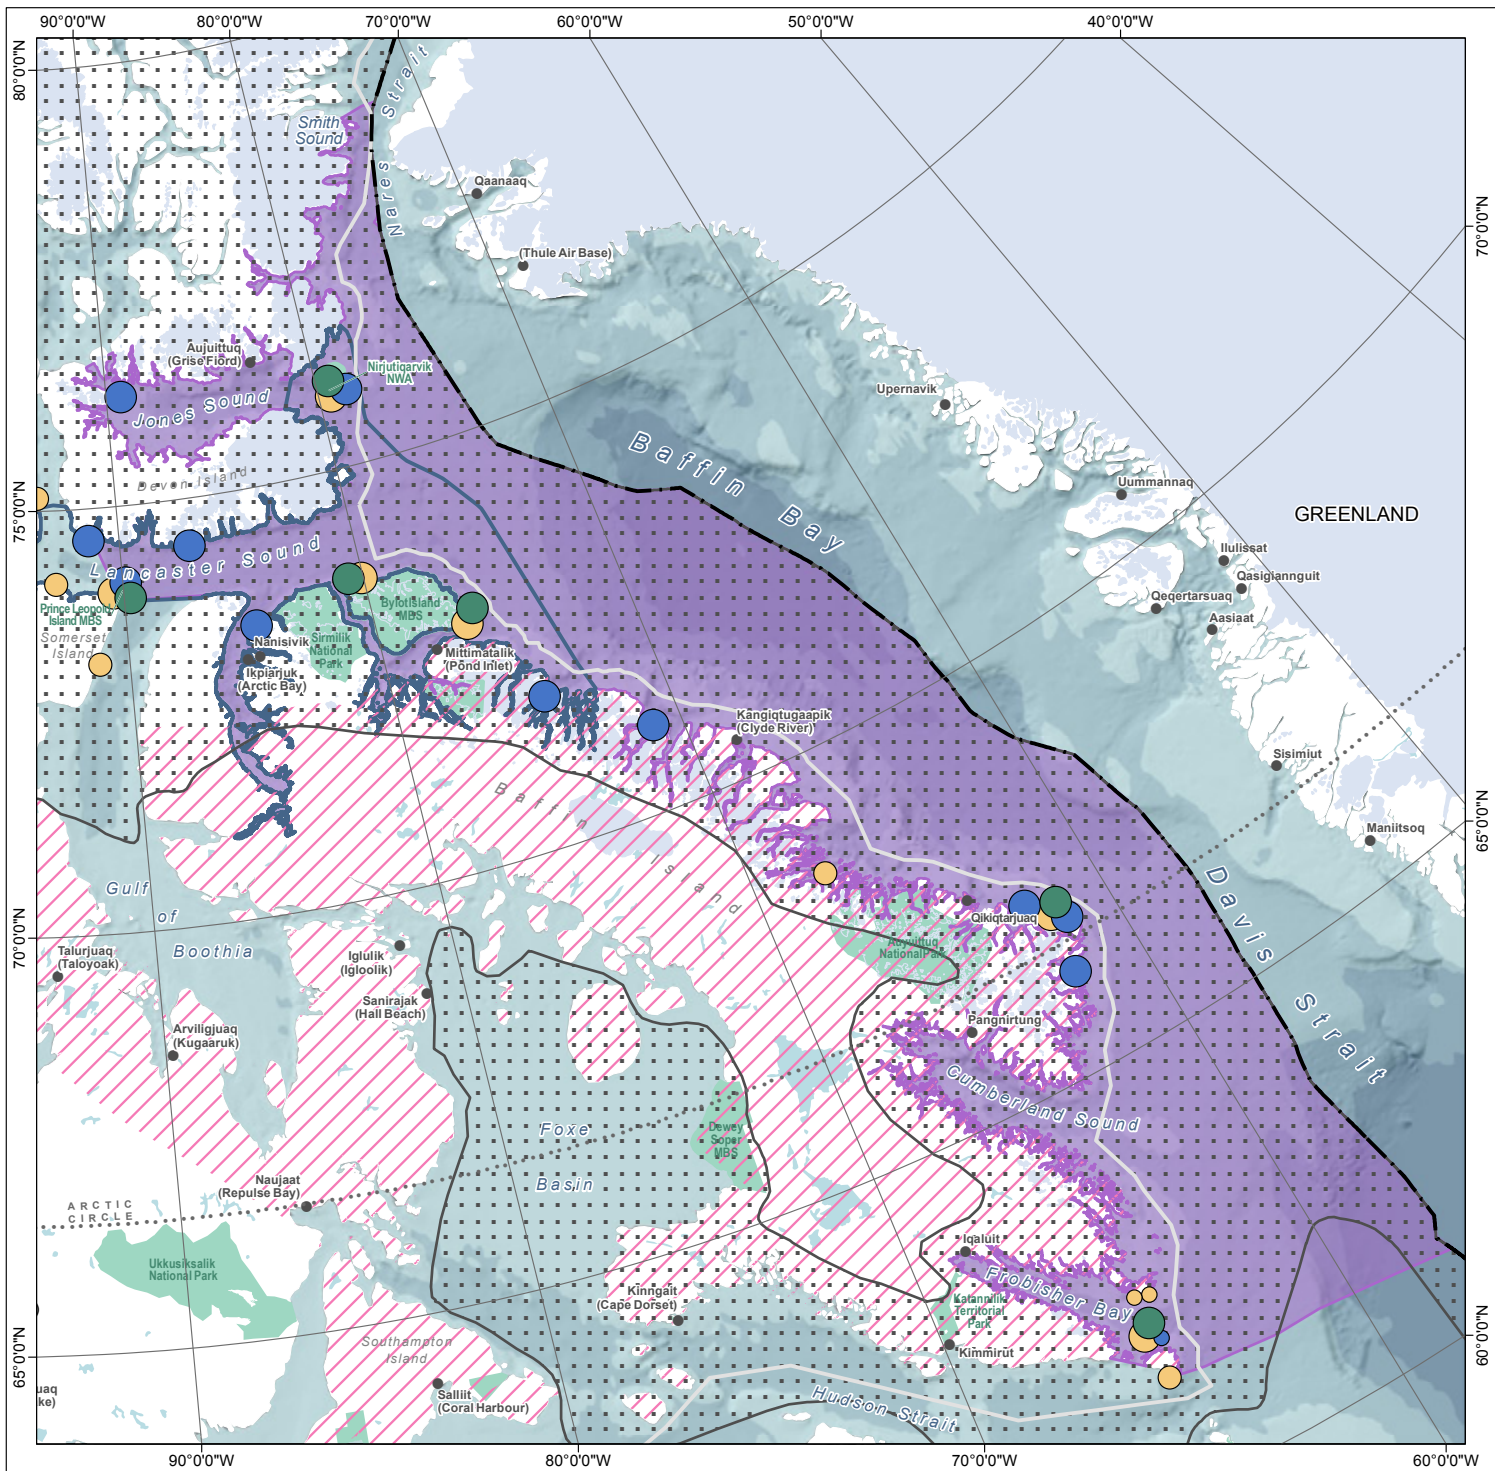 90°0'0"W
80°0'0"W
70°0'0"W
60°0'0"W
50°0'0"W
40°0'0"W
80°0'0"N
75°0'0"N
70°0'0"N
65°0'0"N
70°0'0"N
65°0'0"N
60°0'0"N
90°0'0"W
80°0'0"W
70°0'0"W
60°0'0"W
Smith
Sound
Nares Strait
Qaanaaq
(Thule Air Base)
Aujuittuq
(Grise Fiord)
Nirjutiqarvik
NWA
Jones Sound
Devon Island
Upernavik
Baffin Bay
Uummannaq
GREENLAND
Ilulissat
Qasigiannguit
Qeqertarsuaq
Aasiaat
Lancaster Sound
Prince Leopold
Island MBS
Somerset
Island
Bylot Island
MBS
Sirmilik
National
Park
Nanisivik
Ikpiarjuk
(Arctic Bay)
Mittimatalik
(Pond Inlet)
Kangiqtugaapik
(Clyde River)
Sisimiut
Maniitsoq
Baffin Island
Davis Strait
Gulf
of
Boothia
Qikiqtarjuaq
Auyuittuq
National Park
Talurjuaq
(Taloyoak)
Iglulik
(Igloolik)
Sanirajak
(Hall Beach)
Arviligjuaq
(Kugaaruk)
Pangnirtung
Cumberland Sound
Foxe
Basin
Dewey
Soper
MBS
Naujaat
(Repulse Bay)
ARCTIC
CIRCLE
Ukkusiksalik
National Park
Iqaluit
Frobisher Bay
Katannilik
Territorial
Park
Kinngait
(Cape Dorset)
Kimmirut
Southampton
Island
Salliit
(Coral Harbour)
Hudson Strait
uaq
ke)